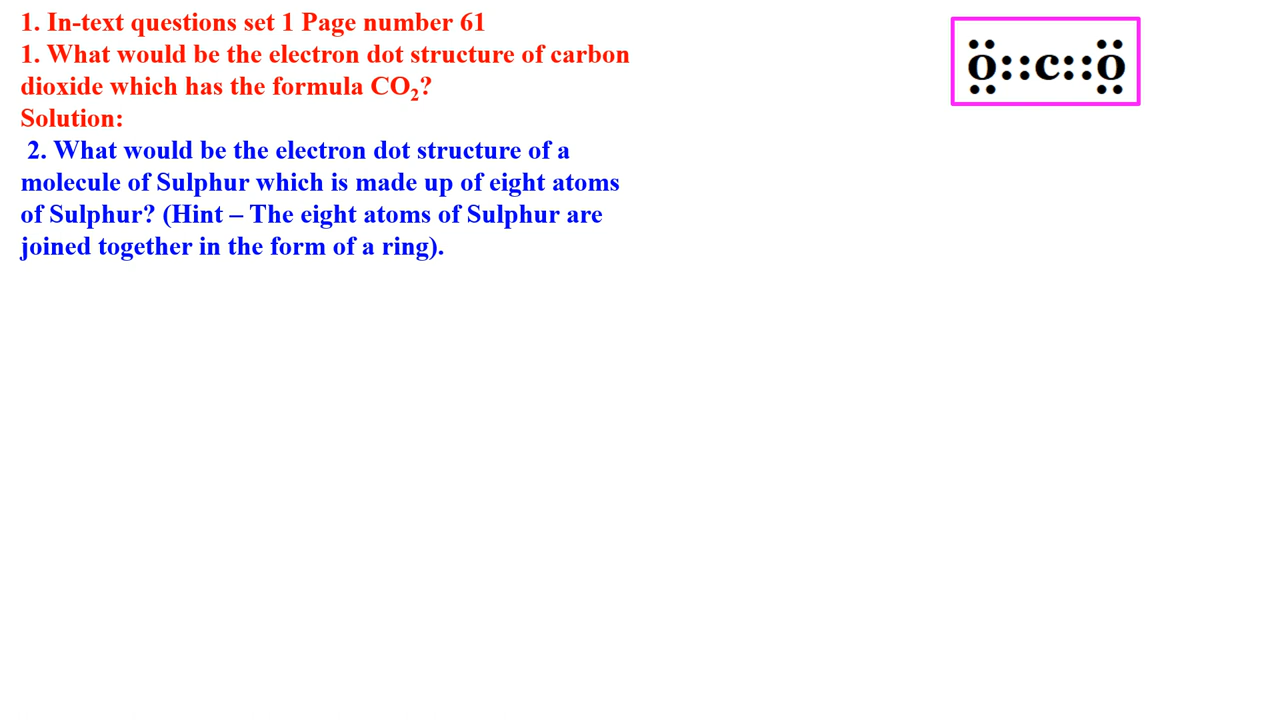 1. In-text questions set 1 Page number 61
1. What would be the electron dot structure of carbon
dioxide which has the formula CO₂?
Solution:
2. What would be the electron dot structure of a
molecule of Sulphur which is made up of eight atoms
of Sulphur? (Hint – The eight atoms of Sulphur are
joined together in the form of a ring).
Ö::C::Ö